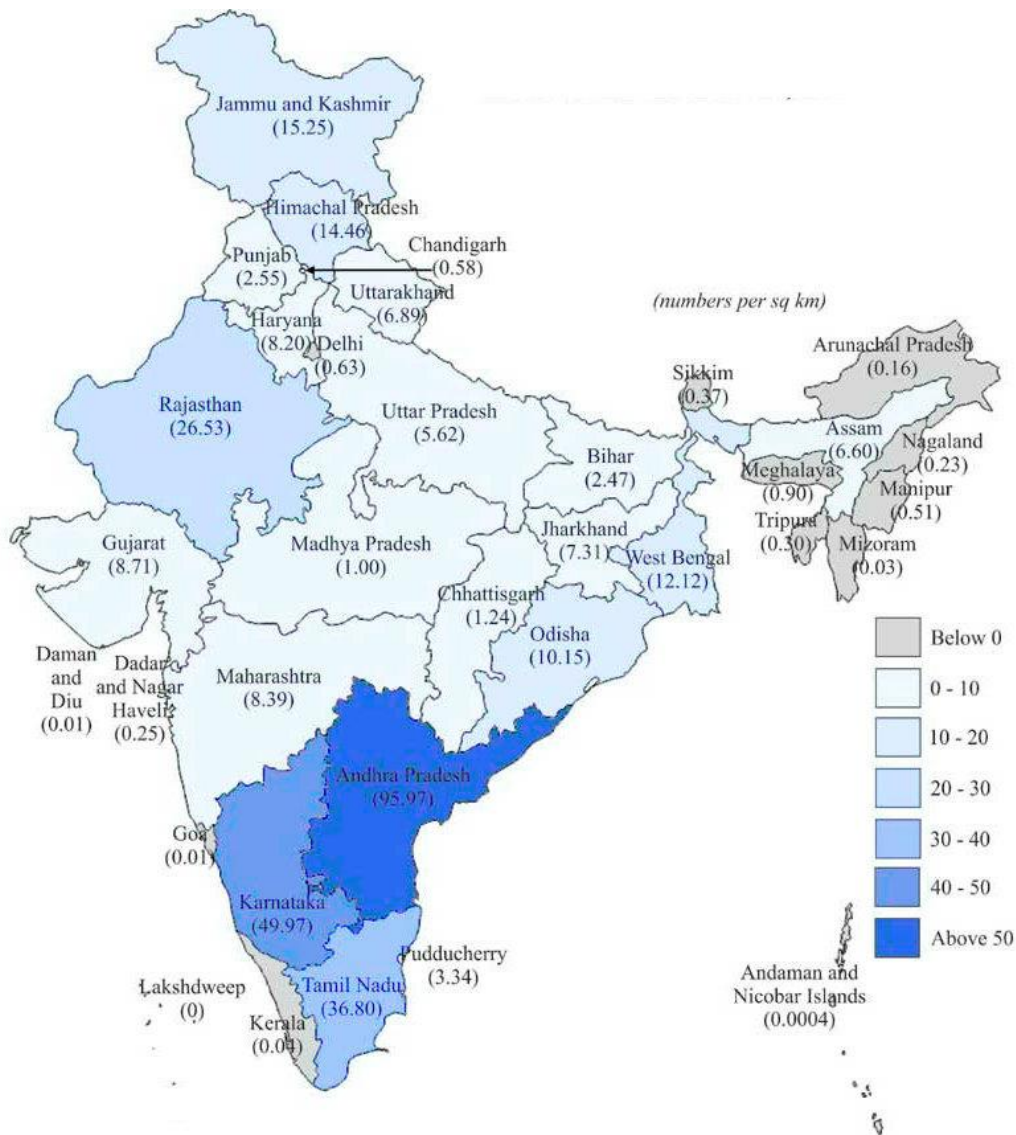 Jammu and Kashmir
(15.25)
Himachal Pradesh
(14.46)
Chandigarh
(0.58)
Punjab
(2.55)
Uttarakhand
(6.89)
(numbers per sq km)
Haryana
(8.20)
Delhi
(0.63)
Arunachal Pradesh
(0.16)
Sikkim
(0.37)
Rajasthan
(26.53)
Uttar Pradesh
(5.62)
Assam
(6.60)
Nagaland
(0.23)
Bihar
(2.47)
Meghalaya
(0.90)
Manipur
(0.51)
Tripura
(0.30)
Mizoram
(0.03)
Jharkhand
(7.31)
West Bengal
(12.12)
Gujarat
(8.71)
Madhya Pradesh
(1.00)
Chhattisgarh
(1.24)
Odisha
(10.15)
Daman
and
Diu
(0.01)
Dadar
and Nagar
Haveli
(0.25)
Maharashtra
(8.39)
Below 0
0 - 10
10 - 20
20 - 30
30 - 40
40 - 50
Above 50
Andhra Pradesh
(95.97)
Goa
(0.01)
Karnataka
(49.97)
Pudducherry
(3.34)
Lakshdweep
(0)
Kerala
(0.04)
Tamil Nadu
(36.80)
Andaman and
Nicobar Islands
(0.0004)